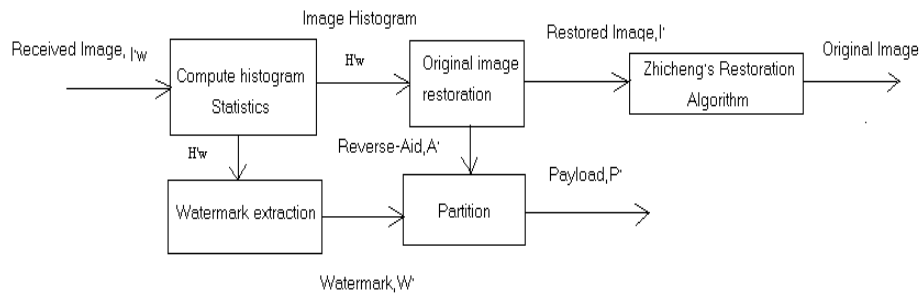 Image Histogram
Received Image, I'w
Restored Image,I'
Original Image
Compute histogram
Statistics
H'w
Original image
restoration
Zhicheng's Restoration
Algorithm
H'w
Reverse-Aid,A'
Payload,P'
Watermark extraction
Partition
Watermark,W'